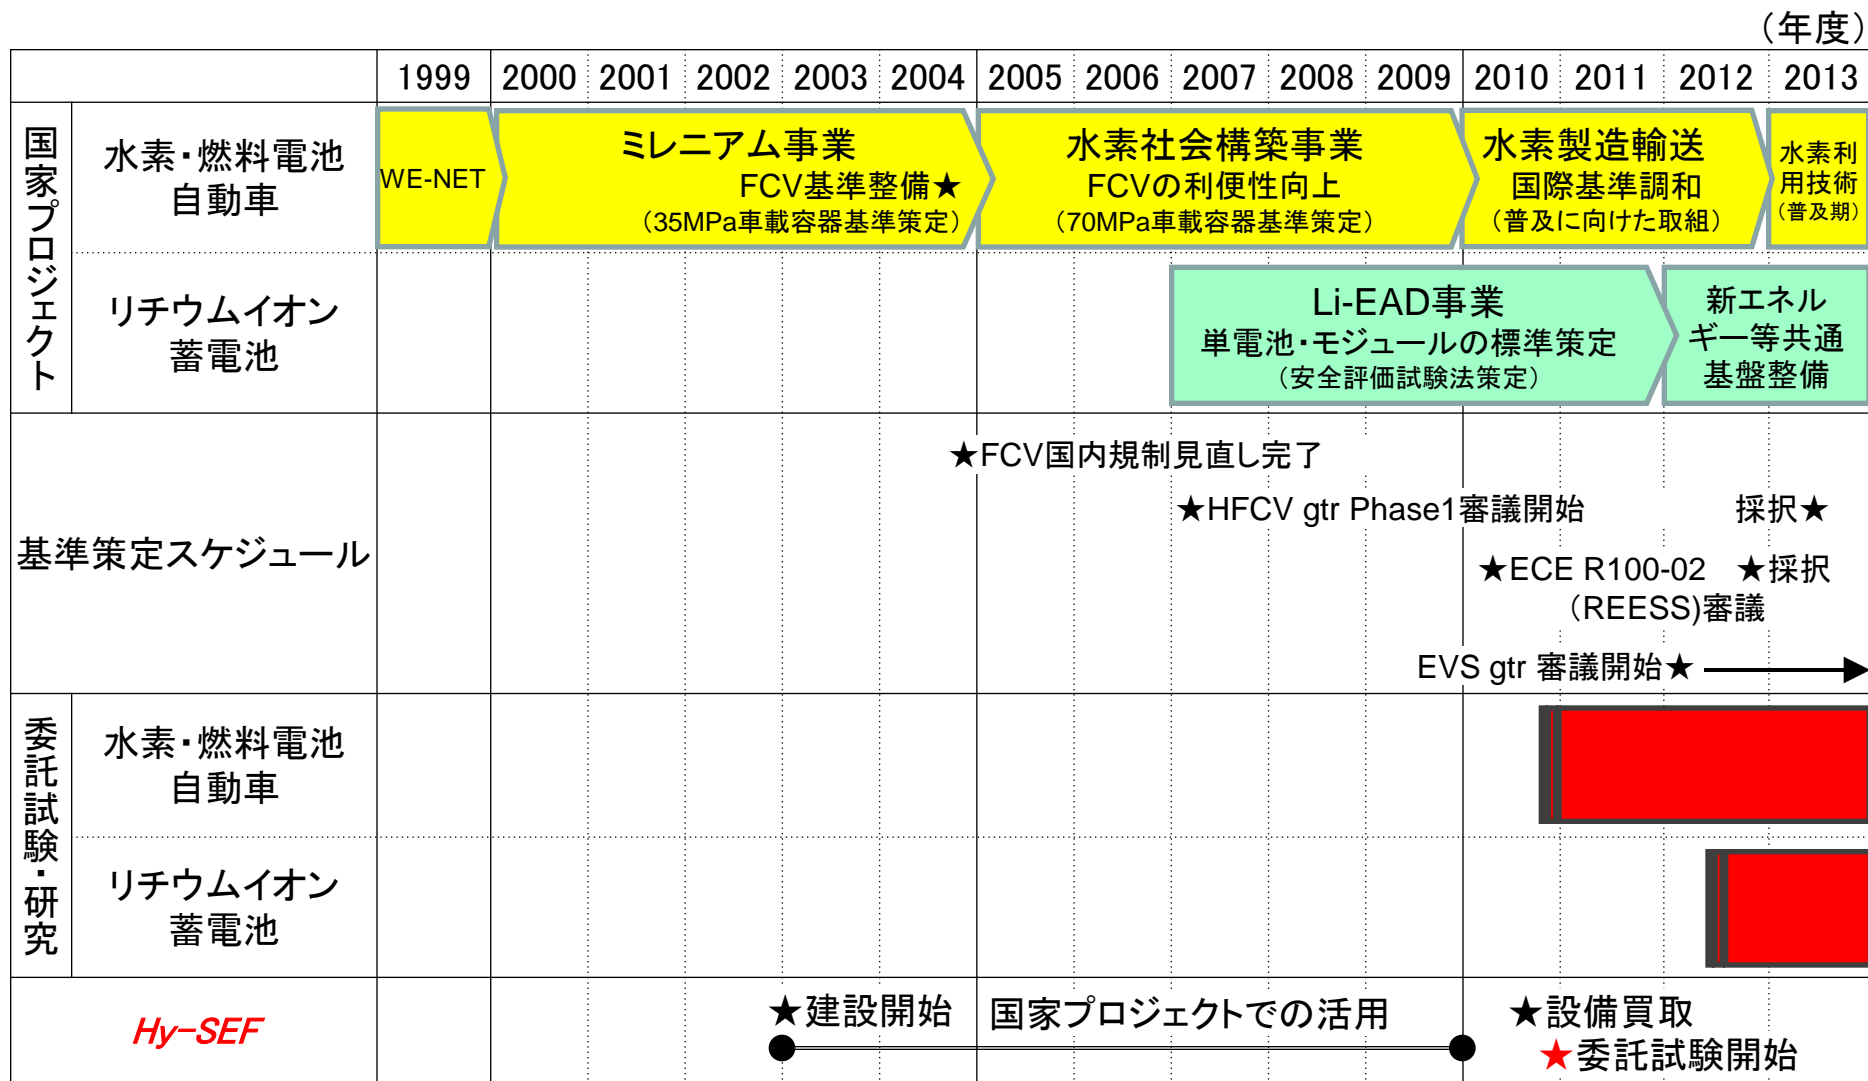 （年度）
1999 2000 2001 2002 2003 2004 2005 2006 2007 2008 2009 2010 2011 2012 2013
国家プロジェクト
水素・燃料電池
自動車
WE-NET
ミレニアム事業
FCV基準整備★
（35MPa車載容器基準策定）
水素社会構築事業
FCVの利便性向上
（70MPa車載容器基準策定）
水素製造輸送
国際基準調和
（普及に向けた取組）
水素利
用技術
（普及期）
リチウムイオン
蓄電池
Li-EAD事業
単電池・モジュールの標準策定
（安全評価試験法策定）
新エネル
ギー等共通
基盤整備
基準策定スケジュール
★FCV国内規制見直し完了
★HFCV gtr Phase1審議開始 採択★
★ECE R100-02 ★採択
（REESS)審議
EVS gtr 審議開始★
委託試験・研究
水素・燃料電池
自動車
リチウムイオン
蓄電池
Hy-SEF
★建設開始 国家プロジェクトでの活用 ★設備買取
★委託試験開始